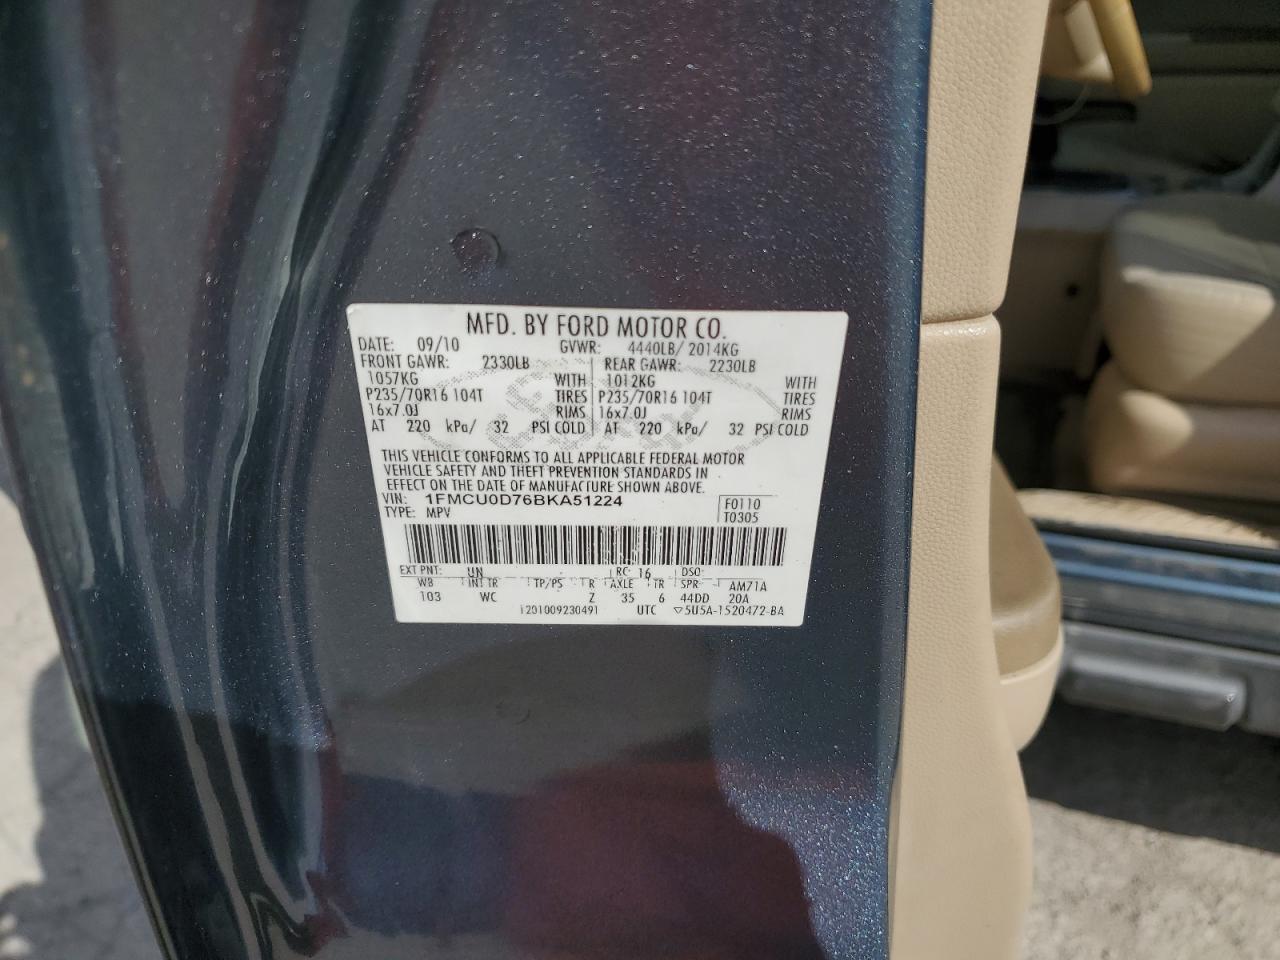 MFD. BY FORD MOTOR CO.
DATE: 09/10 GVWR: 4440LB/ 2014KG
FRONT GAWR: 2330LB REAR GAWR: 2230LB
1057KG WITH 1012KG WITH
P235/70R16 104T TIRES P235/70R16 104T TIRES
16x7.0J RIMS 16x7.0J RIMS
AT 220 kPa/ 32 PSI COLD AT 220 kPa/ 32 PSI COLD
THIS VEHICLE CONFORMS TO ALL APPLICABLE FEDERAL MOTOR
VEHICLE SAFETY AND THEFT PREVENTION STANDARDS IN
EFFECT ON THE DATE OF MANUFACTURE SHOWN ABOVE.
VIN: 1FMCU0D76BKA51224 F0110
TYPE: MPV T0305
EXT PNT: UN RC: 16 DSO:
WB INT TR TP/PS R AXLE TR SPR AM71A
103 WC Z 35 6 44DD 20A
1201009230491 UTC ▽5U5A-1520472-BA